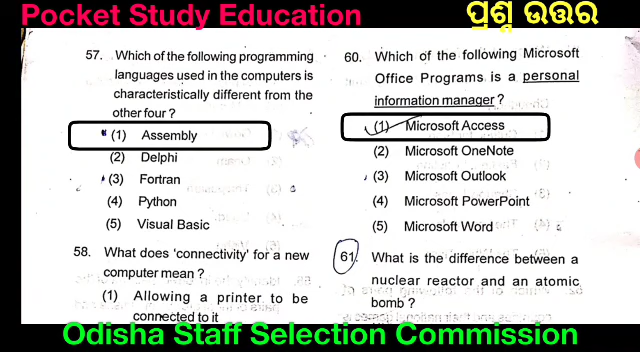 Pocket Study Education
ପ୍ରଶ୍ନ ଉତ୍ତର
57. Which of the following programming
languages used in the computers is
characteristically different from the
other four ?
(1) Assembly
(2) Delphi
(3) Fortran
(4) Python
(5) Visual Basic
58. What does 'connectivity' for a new
computer mean ?
(1) Allowing a printer to be
connected to it
60. Which of the following Microsoft
Office Programs is a personal
information manager ?
(1) Microsoft Access
(2) Microsoft OneNote
(3) Microsoft Outlook
(4) Microsoft PowerPoint
(5) Microsoft Word
61. What is the difference between a
nuclear reactor and an atomic
bomb ?
Odisha Staff Selection Commission